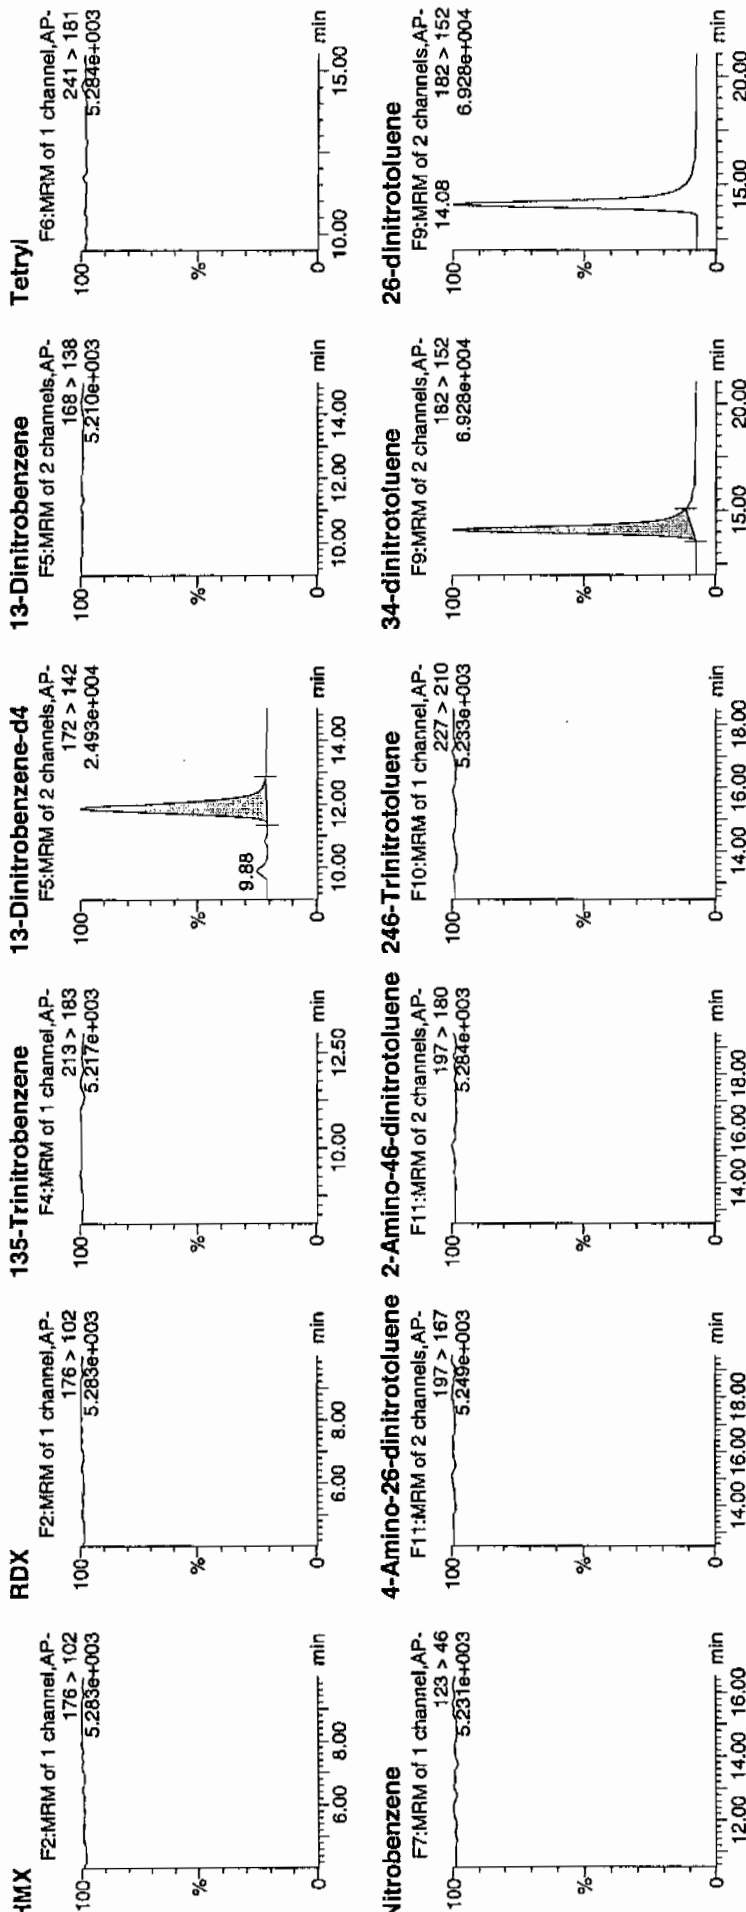 HMX
F2:MRM of 1 channel,AP-
176 > 102
5.283e+003
100
%
0
6.00 8.00 min
RDX
F2:MRM of 1 channel,AP-
176 > 102
5.283e+003
100
%
0
6.00 8.00 min
135-Trinitrobenzene
F4:MRM of 1 channel,AP-
213 > 183
5.217e+003
100
%
0
10.00 12.50 min
13-Dinitrobenzene-d4
F5:MRM of 2 channels,AP-
172 > 142
2.493e+004
100
%
9.88
0
10.00 12.00 14.00 min
13-Dinitrobenzene
F5:MRM of 2 channels,AP-
168 > 138
5.210e+003
100
%
0
10.00 12.00 14.00 min
Tetryl
F6:MRM of 1 channel,AP-
241 > 181
5.284e+003
100
%
0
10.00 15.00 min
Nitrobenzene
F7:MRM of 1 channel,AP-
123 > 46
5.231e+003
100
%
0
12.00 14.00 16.00 min
4-Amino-26-dinitrotoluene
F11:MRM of 2 channels,AP-
197 > 167
5.249e+003
100
%
0
14.00 16.00 18.00 min
2-Amino-46-dinitrotoluene
F11:MRM of 2 channels,AP-
197 > 180
5.284e+003
100
%
0
14.00 16.00 18.00 min
246-Trinitrotoluene
F10:MRM of 1 channel,AP-
227 > 210
5.233e+003
100
%
0
14.00 16.00 18.00 min
34-dinitrotoluene
F9:MRM of 2 channels,AP-
182 > 152
6.928e+004
100
%
0
15.00 20.00 min
26-dinitrotoluene
F9:MRM of 2 channels,AP-
14.08
182 > 152
6.928e+004
100
%
0
15.00 20.00 min